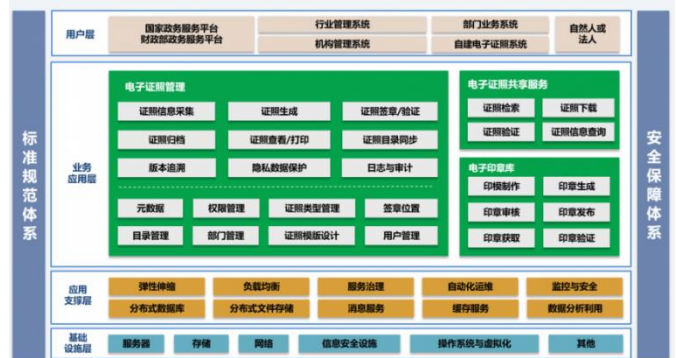 标准规范体系
用户层
国家政务服务平台
财政部政务服务平台
行业管理系统
部门业务系统
自然人或
法人
机构管理系统
自建电子证照系统
业务
应用层
电子证照管理
证照信息采集
证照生成
证照签章/验证
证照归档
证照查看/打印
证照目录同步
版本追溯
隐私数据保护
日志与审计
元数据
权限管理
证照类型管理
签章位置
目录管理
部门管理
证照模版设计
用户管理
电子证照共享服务
证照检索
证照下载
证照验证
证照信息查询
电子印章库
印模制作
印章生成
印章审核
印章发布
印章获取
印章验证
应用
支撑层
弹性伸缩
负载均衡
服务治理
自动化运维
监控与安全
分布式数据库
分布式文件存储
消息服务
缓存服务
数据分析利用
基础
设施层
服务器
存储
网络
信息安全设施
操作系统与虚拟化
其他
安全保障体系